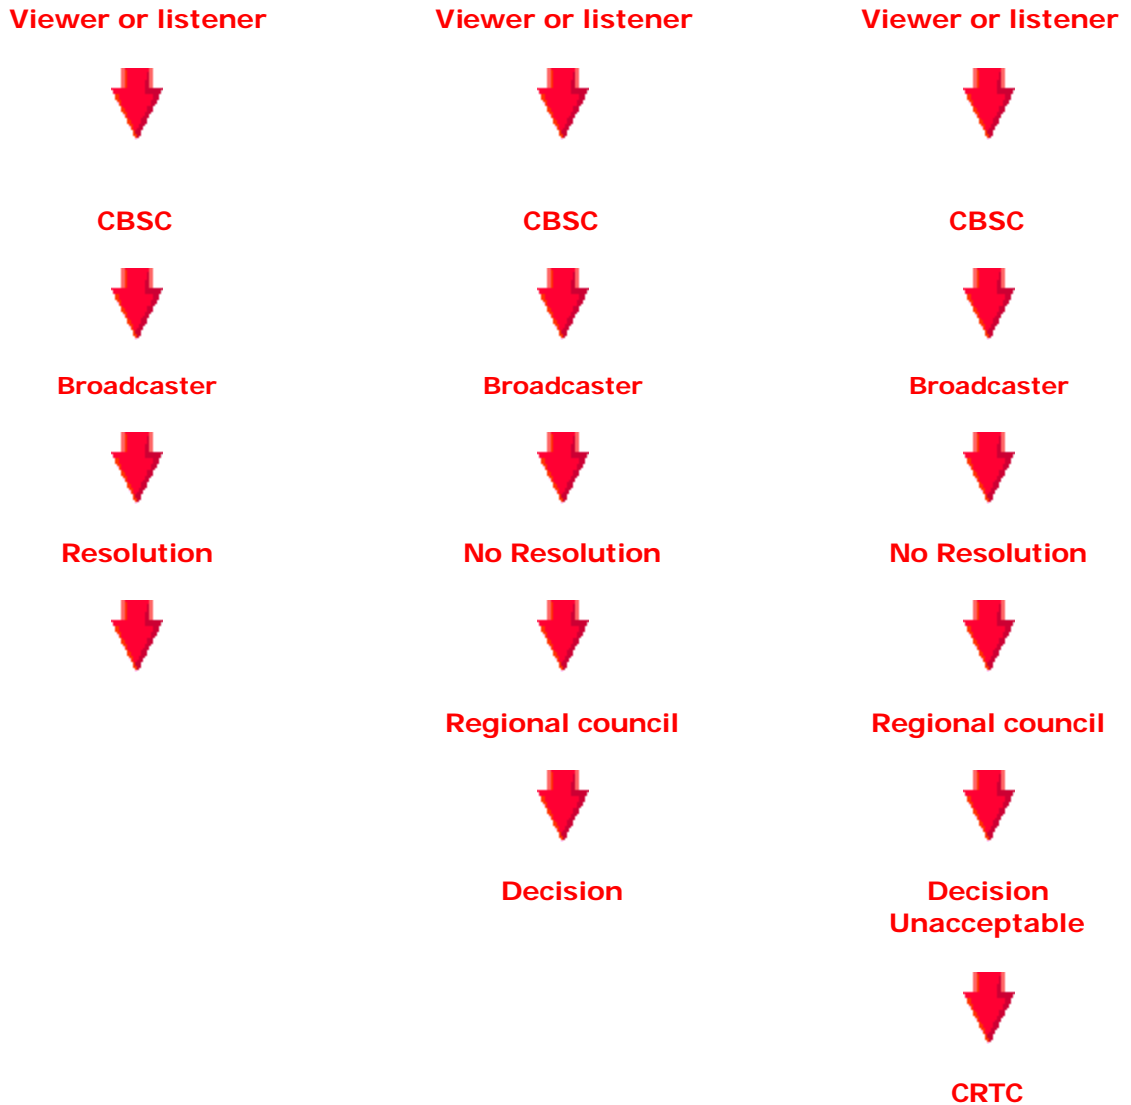 Viewer or listener
CBSC
Broadcaster
Resolution
Viewer or listener
CBSC
Broadcaster
No Resolution
Regional council
Decision
Viewer or listener
CBSC
Broadcaster
No Resolution
Regional council
Decision
Unacceptable
CRTC